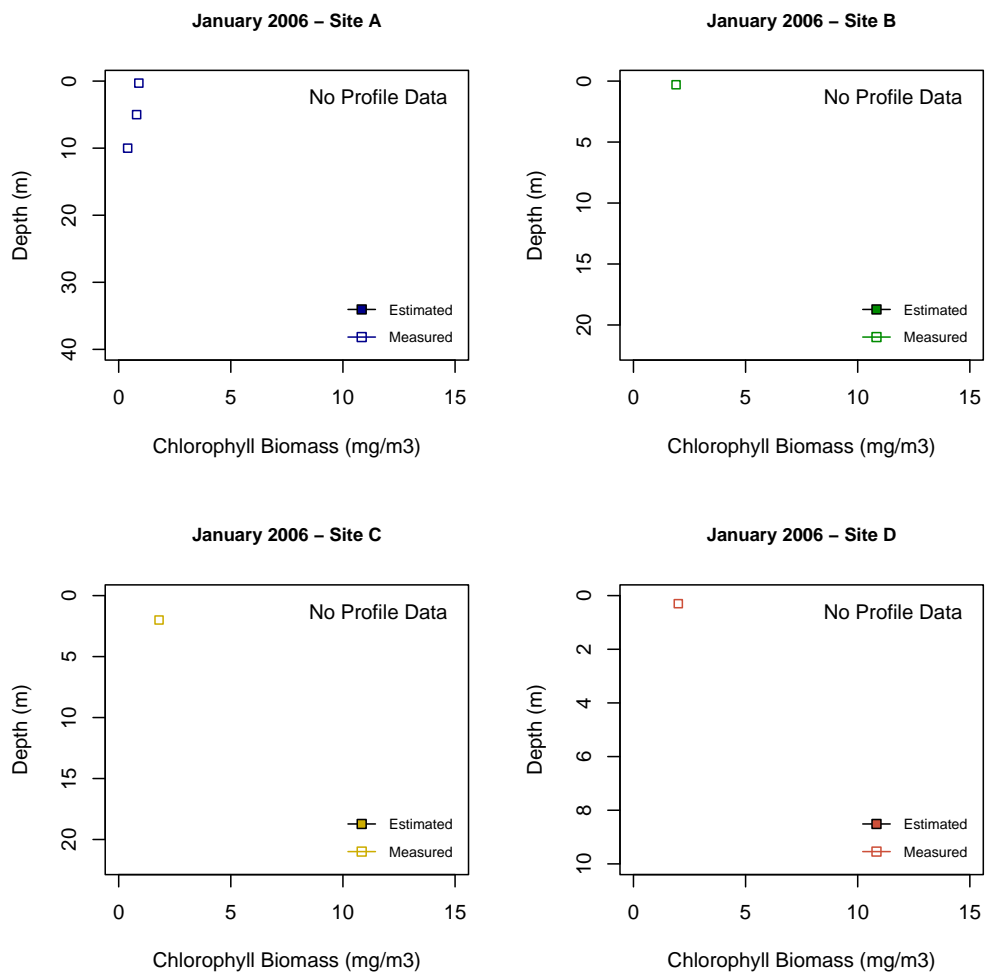 January 2006 – Site A
No Profile Data
0
10
20
30
40
Depth (m)
Estimated
Measured
0 5 10 15
Chlorophyll Biomass (mg/m3)
January 2006 – Site B
No Profile Data
0
5
10
15
20
Depth (m)
Estimated
Measured
0 5 10 15
Chlorophyll Biomass (mg/m3)
January 2006 – Site C
No Profile Data
0
5
10
15
20
Depth (m)
Estimated
Measured
0 5 10 15
Chlorophyll Biomass (mg/m3)
January 2006 – Site D
No Profile Data
0
2
4
6
8
10
Depth (m)
Estimated
Measured
0 5 10 15
Chlorophyll Biomass (mg/m3)